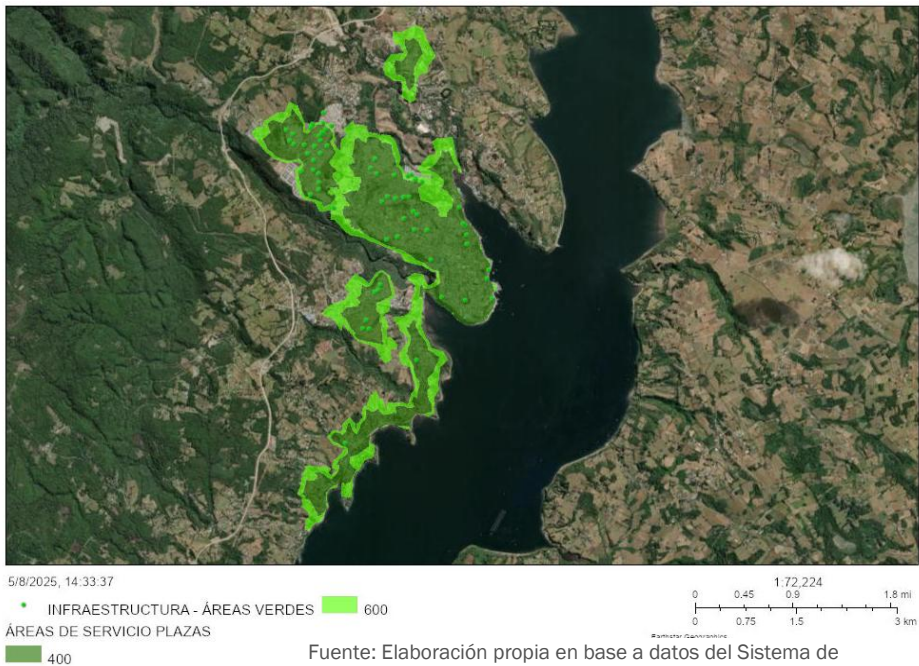 5/8/2025, 14:33:37
INFRAESTRUCTURA - ÁREAS VERDES
600
ÁREAS DE SERVICIO PLAZAS
400
1:72,224
0 0.45 0.9 1.8 mi
0 0.75 1.5 3 km
Earthstar Geographics
Fuente: Elaboración propia en base a datos del Sistema de